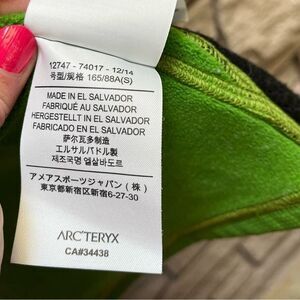 12747 - 74017 - 12/14
号型/规格 165/88A(S)
MADE IN EL SALVADOR
FABRIQUÉ AU SALVADOR
HERGESTELLT IN EL SALVADOR
FABRICADO EN EL SALVADOR
萨尔瓦多制造
エルサルバドル製
제조국명 엘살바도르
アメアスポーツジャパン(株)
東京都新宿区新宿6-27-30
ARC'TERYX
CA#34438